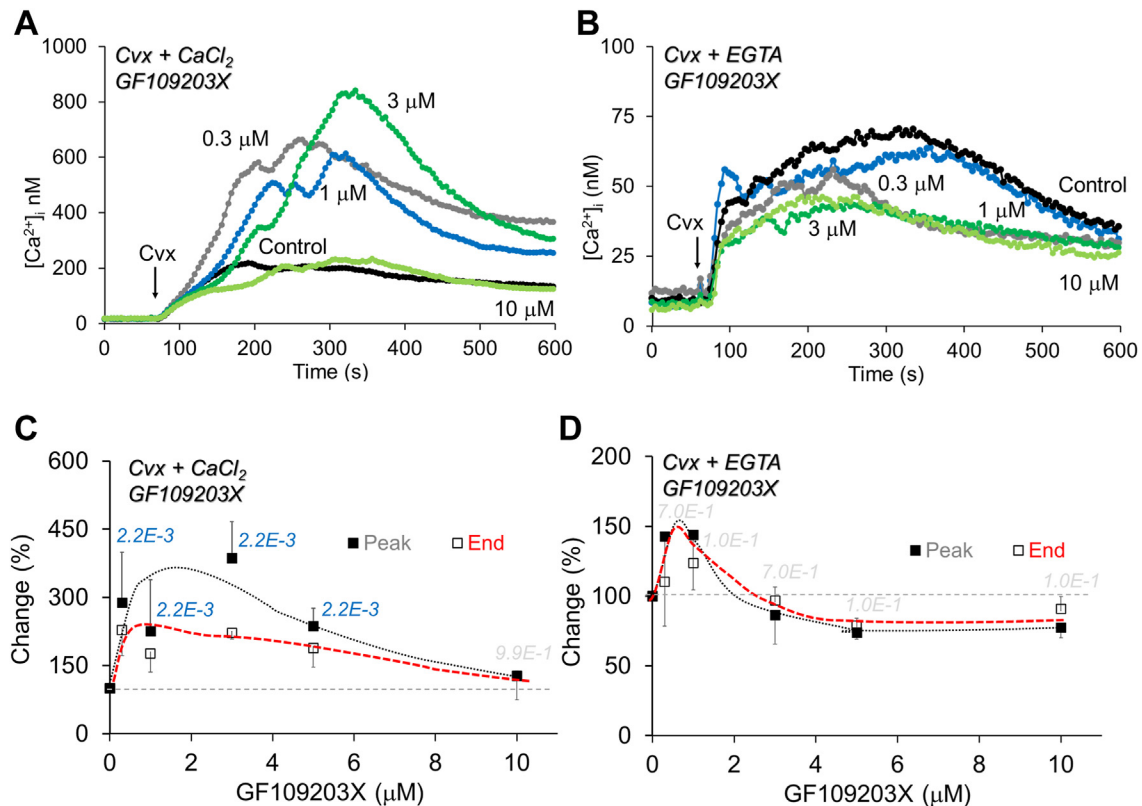 A
Cvx + CaCl₂
GF109203X
1000
800
600
400
200
0
[Ca²⁺]ᵢ nM
3 μM
0.3 μM
1 μM
Control
Cvx
10 μM
0 100 200 300 400 500 600
Time (s)
B
Cvx + EGTA
GF109203X
100
75
50
25
0
[Ca²⁺]ᵢ (nM)
Control
0.3 μM
1 μM
Cvx
3 μM
10 μM
0 100 200 300 400 500 600
Time (s)
C
Cvx + CaCl₂
GF109203X
600
450
300
150
0
Change (%)
2.2E-3
2.2E-3
Peak
End
2.2E-3
2.2E-3
9.9E-1
0 2 4 6 8 10
GF109203X (μM)
D
Cvx + EGTA
GF109203X
200
150
100
50
0
Change (%)
7.0E-1
1.0E-1
Peak
End
7.0E-1
1.0E-1
1.0E-1
0 2 4 6 8 10
GF109203X (μM)